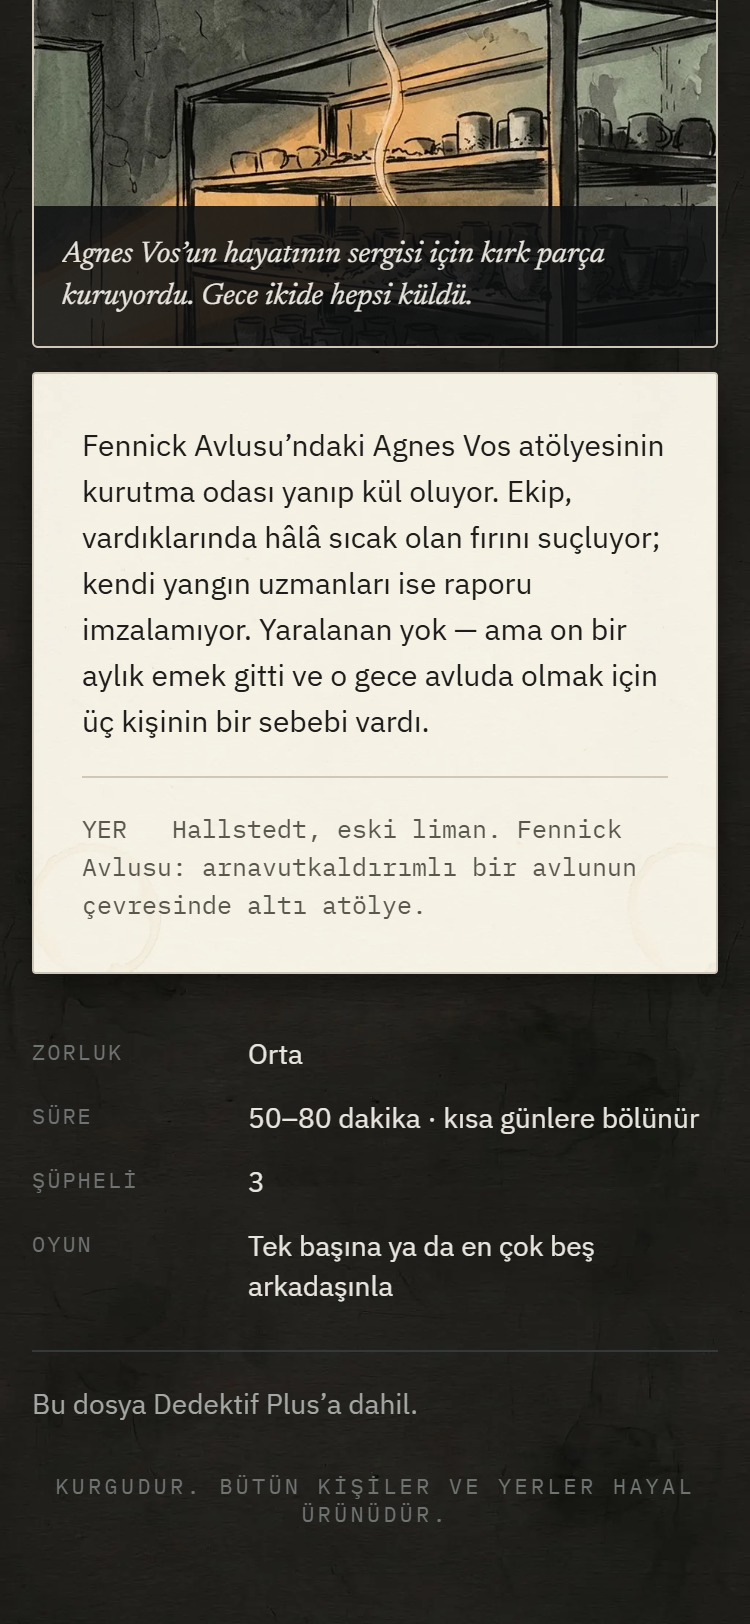 Agnes Vos’un hayatının sergisi için kırk parça
kuruyordu. Gece ikide hepsi küldü.
Fennick Avlusu’ndaki Agnes Vos atölyesinin
kurutma odası yanıp kül oluyor. Ekip,
vardıklarında hâlâ sıcak olan fırını suçluyor;
kendi yangın uzmanları ise raporu
imzalamıyor. Yaralanan yok — ama on bir
aylık emek gitti ve o gece avluda olmak için
üç kişinin bir sebebi vardı.
YER Hallstedt, eski liman. Fennick
Avlusu: arnavutkaldırımlı bir avlunun
çevresinde altı atölye.
ZORLUK Orta
SÜRE 50–80 dakika · kısa günlere bölünür
ŞÜPHELİ 3
OYUN Tek başına ya da en çok beş
arkadaşınla
Bu dosya Dedektif Plus’a dahil.
KURGUDUR. BÜTÜN KİŞİLER VE YERLER HAYAL
ÜRÜNÜDÜR.